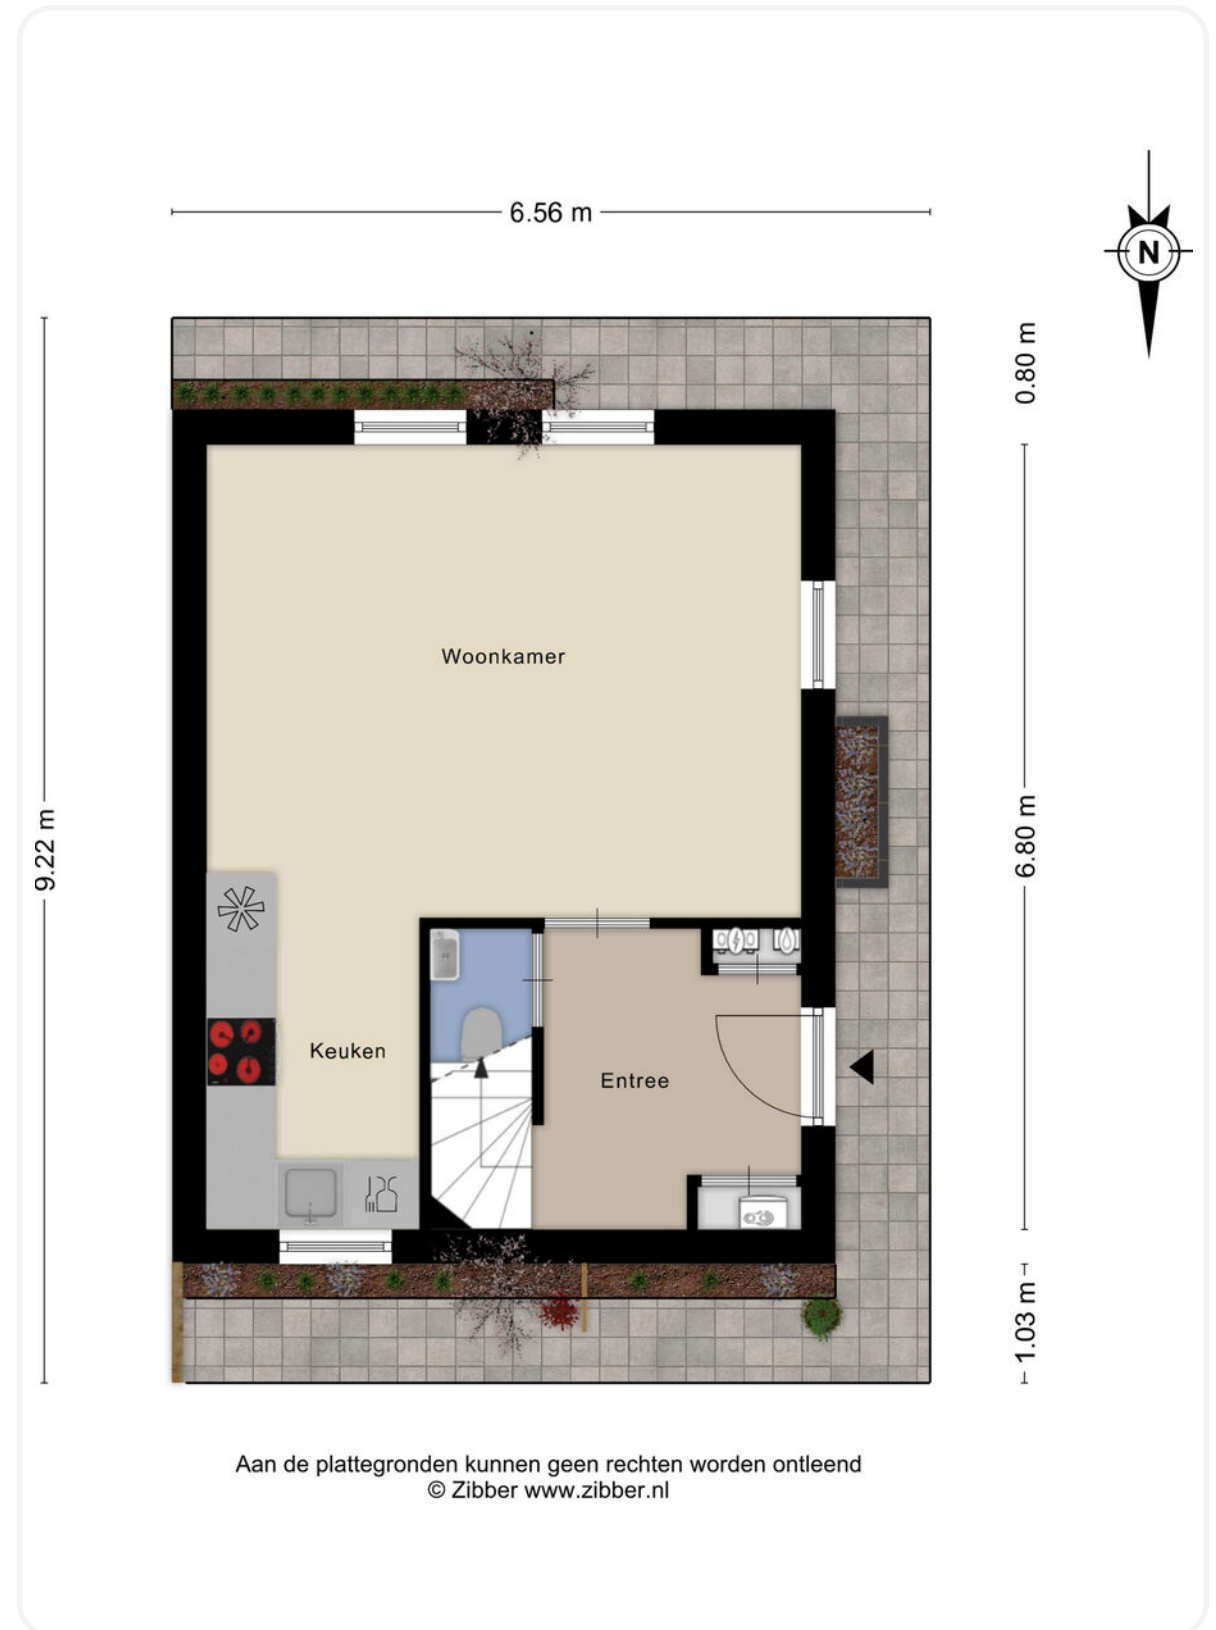 6.56 m
N
0.80 m
Woonkamer
9.22 m
6.80 m
Keuken
Entree
1.03 m
Aan de plattegronden kunnen geen rechten worden ontleend
© Zibber www.zibber.nl